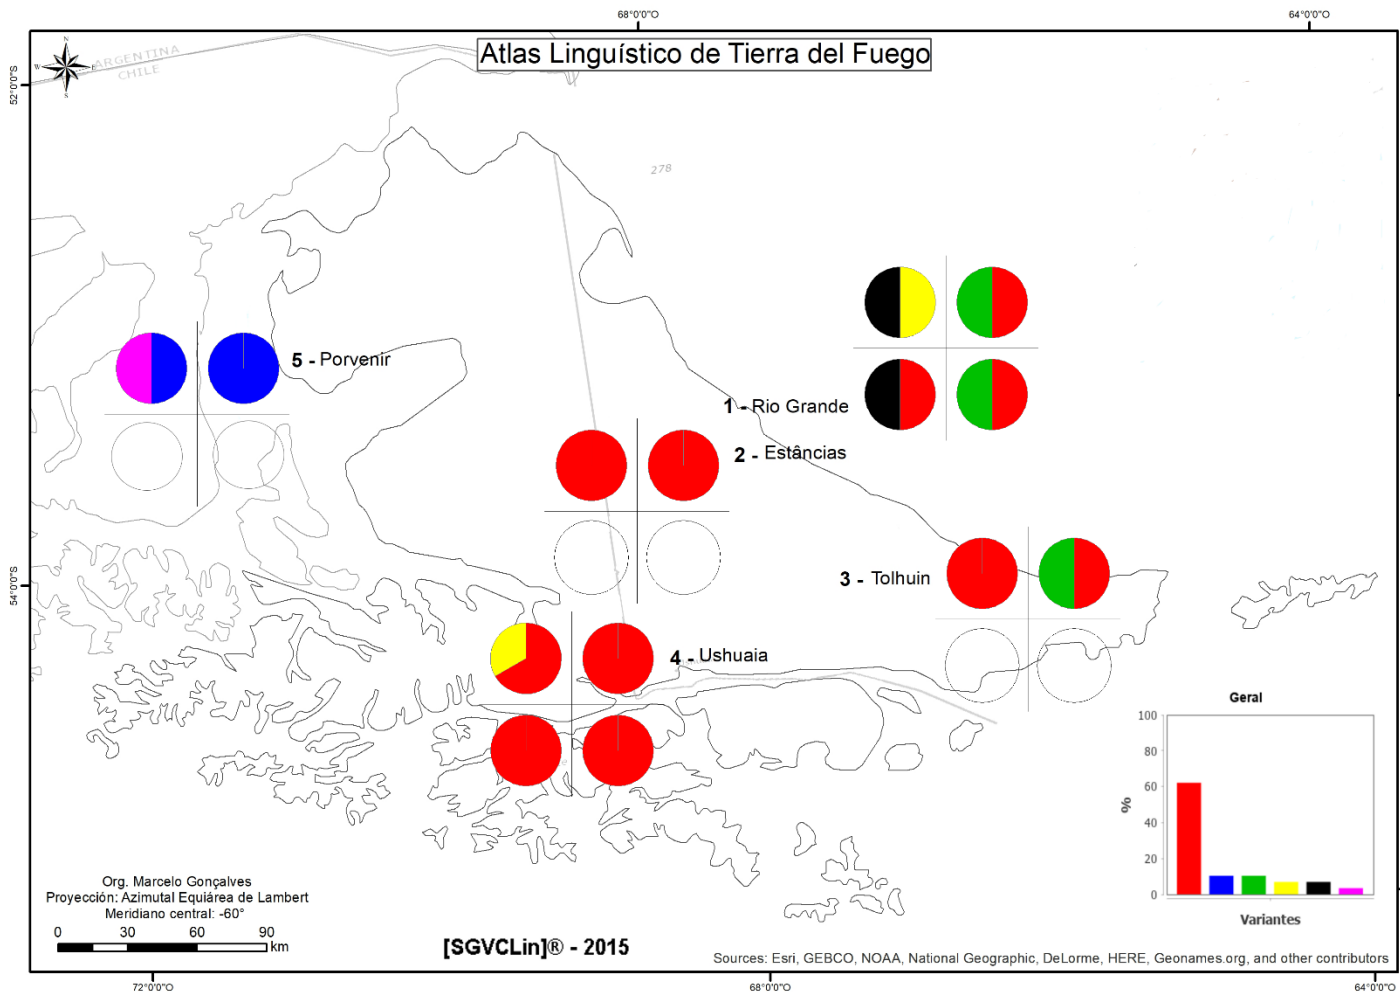 68°0'0"O
64°0'0"O
Atlas Linguístico de Tierra del Fuego
N
W
E
S
ARGENTINA
CHILE
52°0'0"S
278
5 - Porvenir
1 - Rio Grande
2 - Estâncias
3 - Tolhuin
54°0'0"S
4 - Ushuaia
Geral
100
80
60
40
20
0
%
Variantes
Org. Marcelo Gonçalves
Proyección: Azimutal Equiárea de Lambert
Meridiano central: -60°
0 30 60 90
km
[SGVCLin]® - 2015
Sources: Esri, GEBCO, NOAA, National Geographic, DeLorme, HERE, Geonames.org, and other contributors
72°0'0"O
68°0'0"O
64°0'0"O